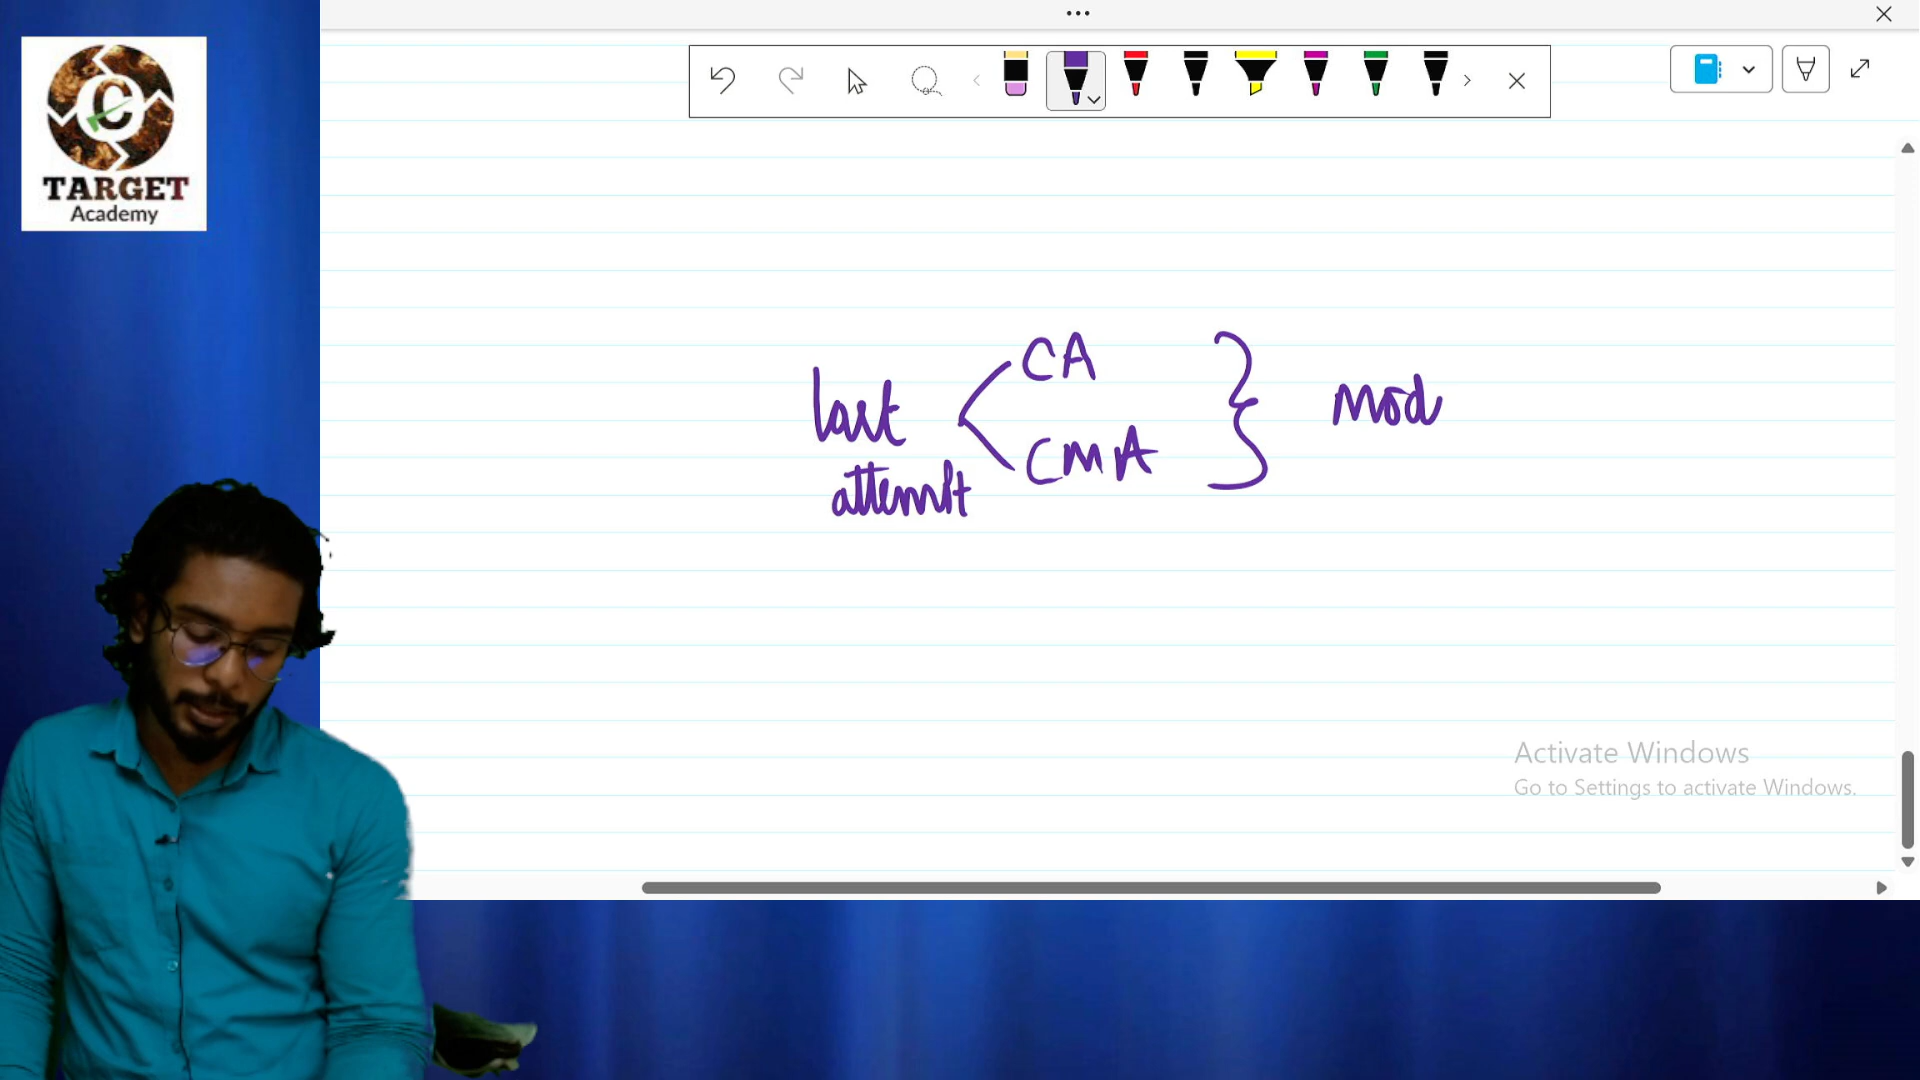 TARGET
Academy
last
attempt
CA
CMA
mod
Activate Windows
Go to Settings to activate Windows.